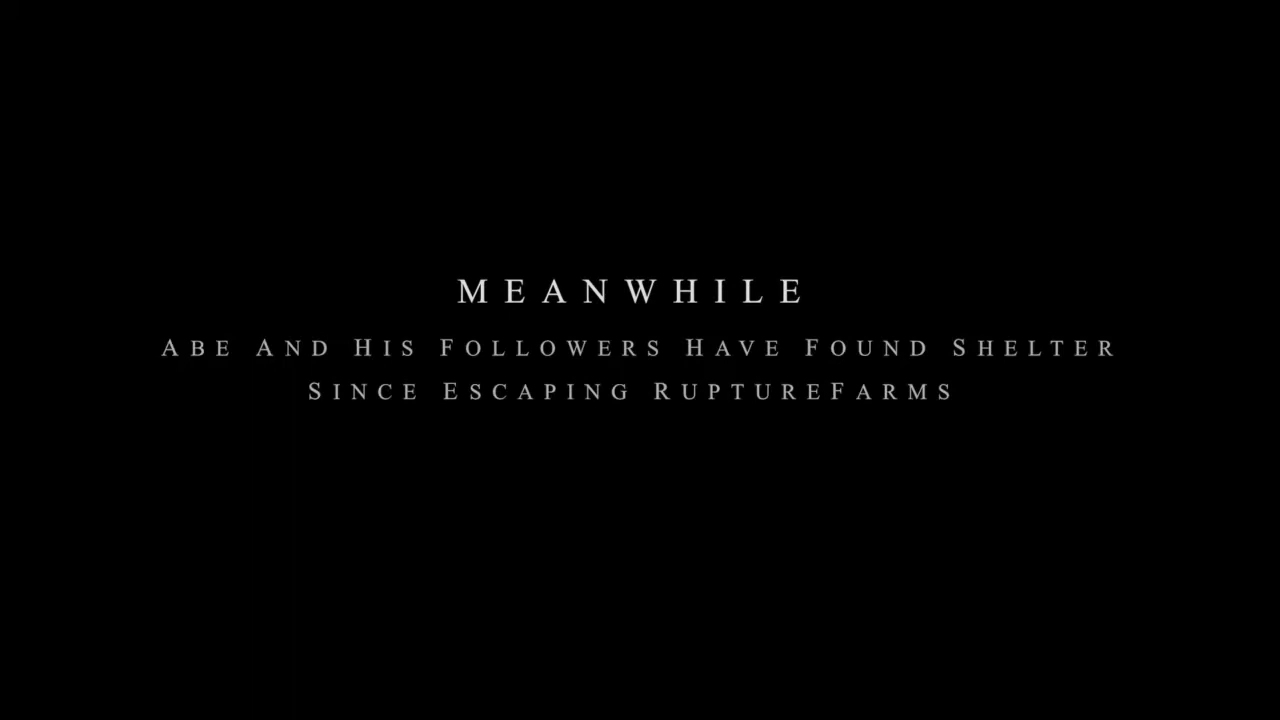 MEANWHILE
ABE AND HIS FOLLOWERS HAVE FOUND SHELTER
SINCE ESCAPING RUPTUREFARMS